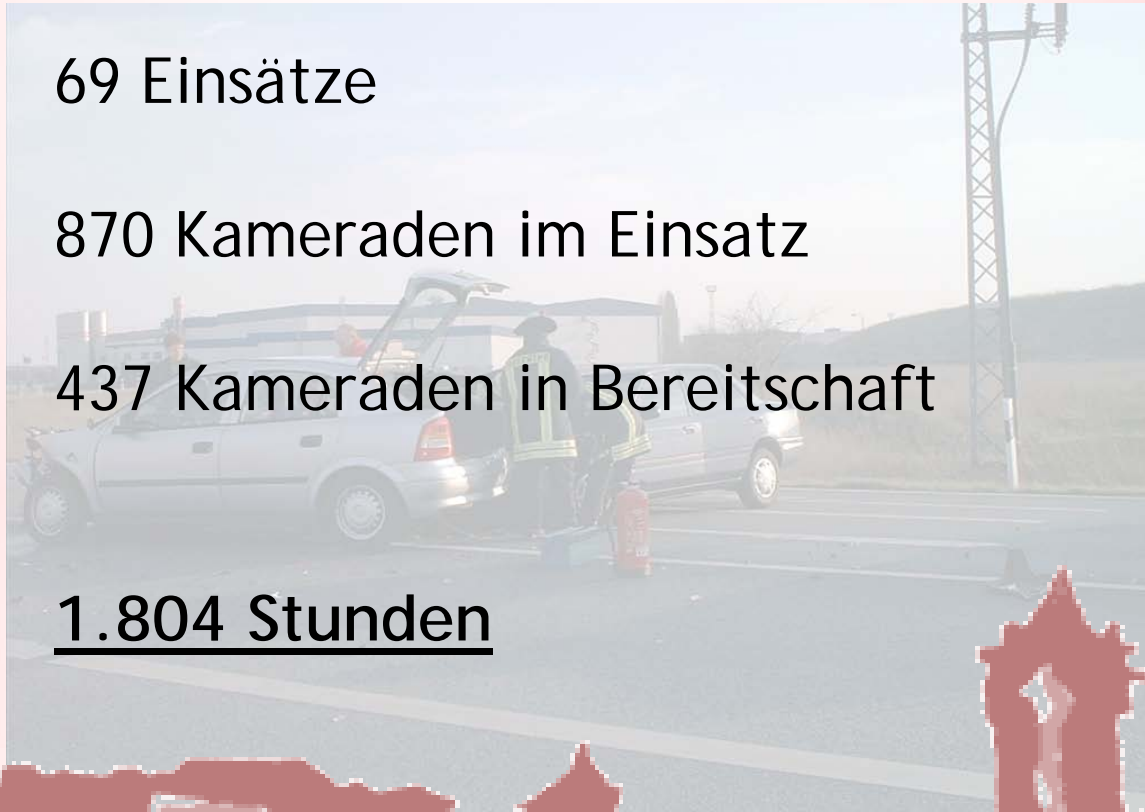 69 Einsätze
870 Kameraden im Einsatz
437 Kameraden in Bereitschaft
1.804 Stunden